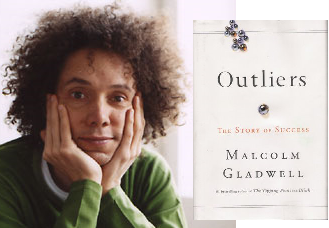 Outliers
THE STORY OF SUCCESS
MALCOLM
GLADWELL